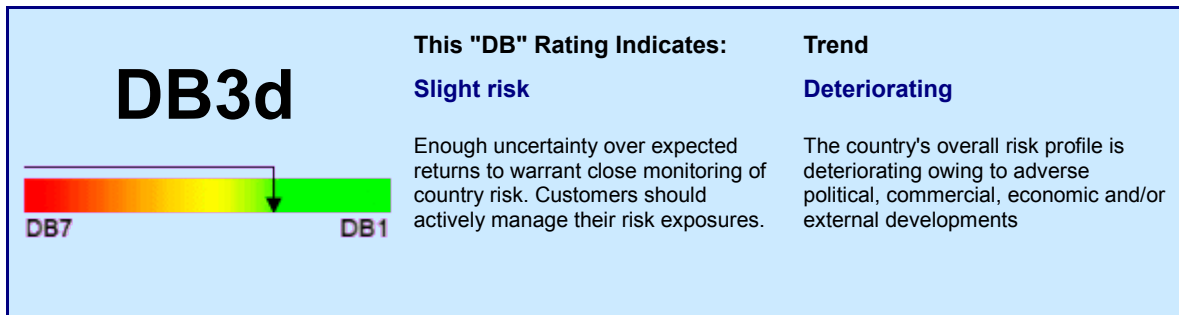 DB3d
DB7 DB1
This "DB" Rating Indicates:
Slight risk
Enough uncertainty over expected
returns to warrant close monitoring of
country risk. Customers should
actively manage their risk exposures.
Trend
Deteriorating
The country's overall risk profile is
deteriorating owing to adverse
political, commercial, economic and/or
external developments